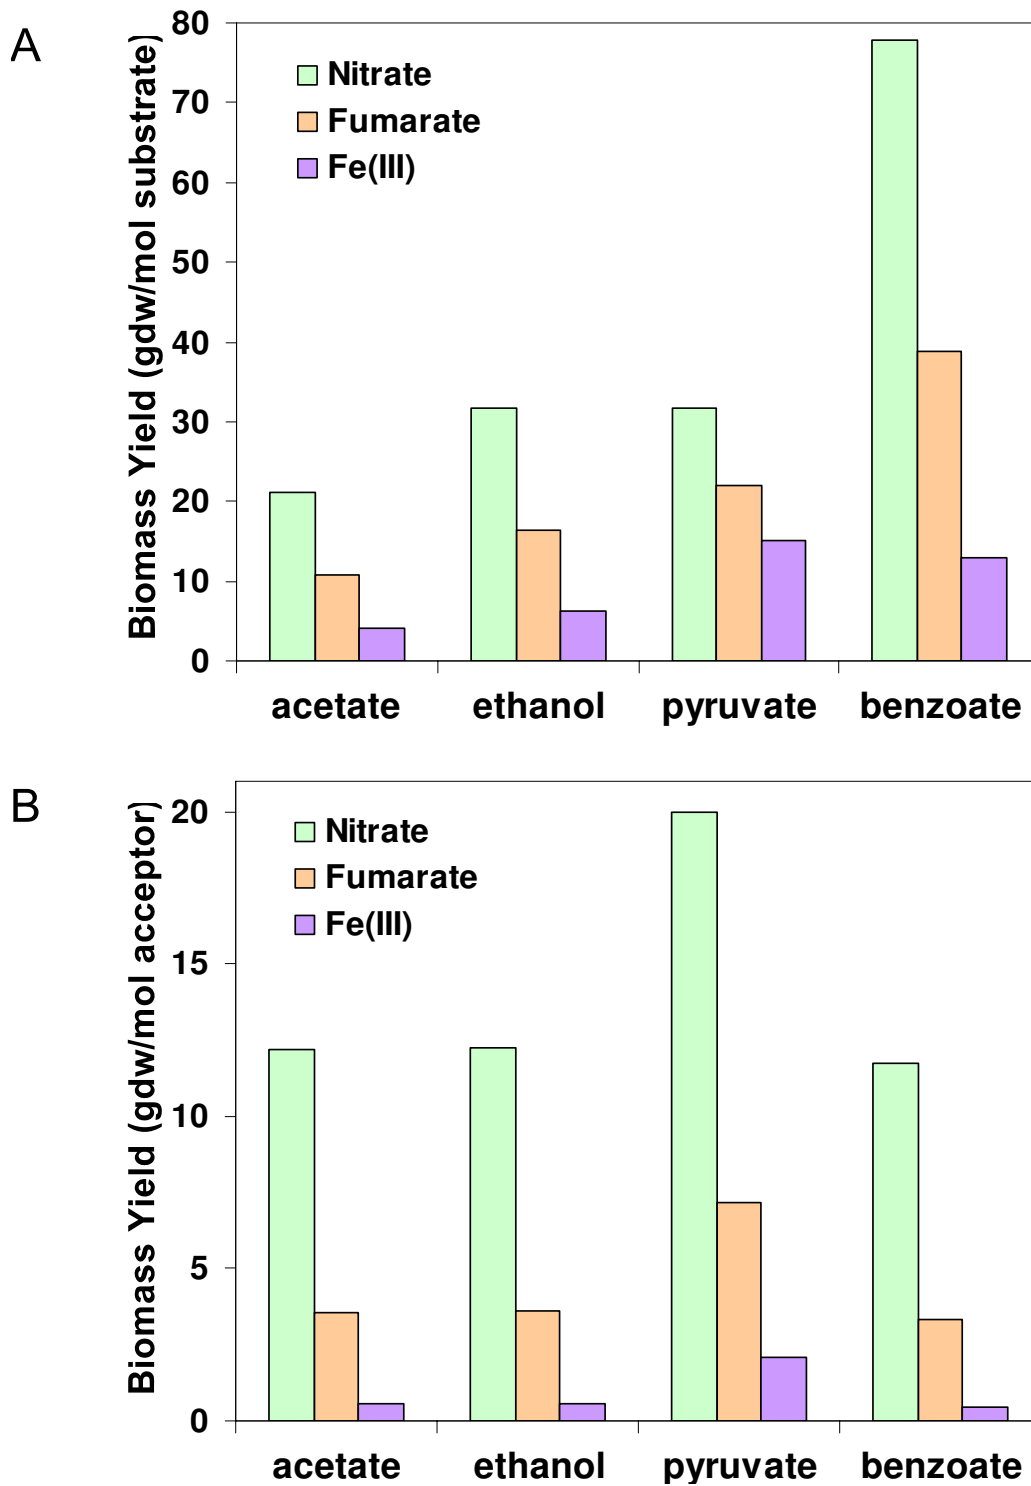 A
Biomass Yield (gdw/mol substrate)
80
70
60
50
40
30
20
10
0
Nitrate
Fumarate
Fe(III)
acetate ethanol pyruvate benzoate
B
Biomass Yield (gdw/mol acceptor)
20
15
10
5
0
Nitrate
Fumarate
Fe(III)
acetate ethanol pyruvate benzoate